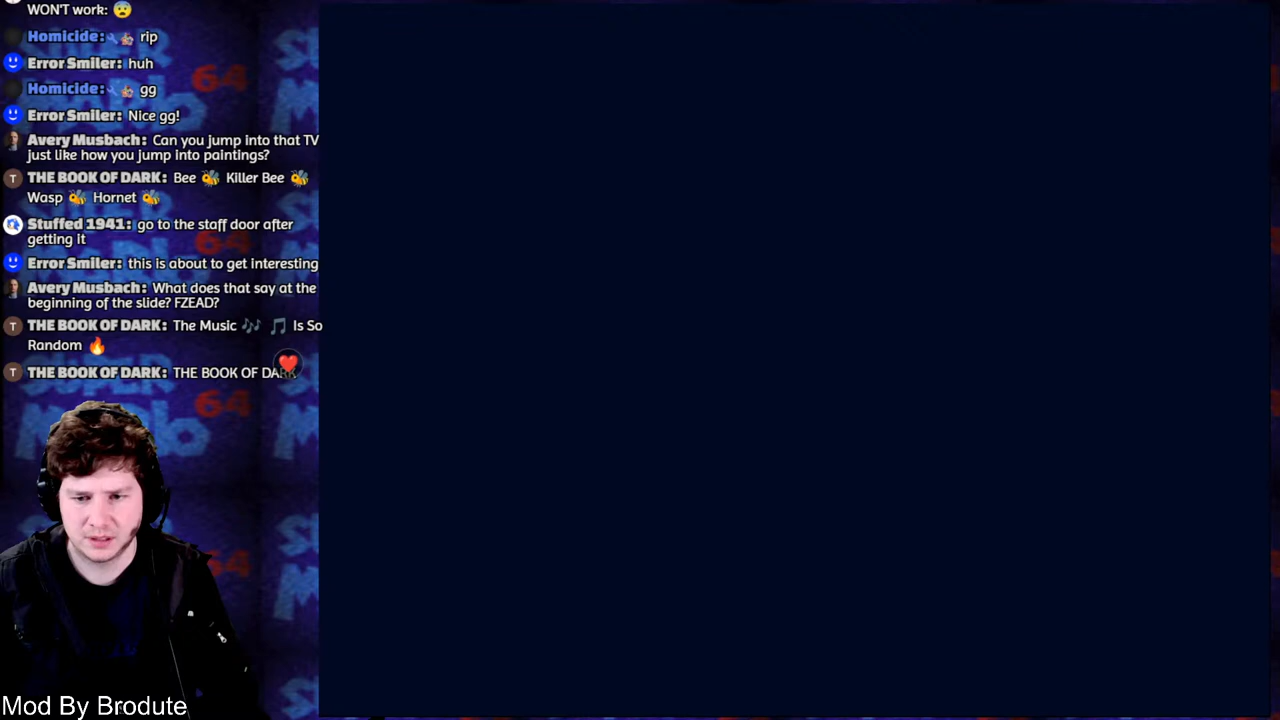 WON'T work: 😨
Homicide: rip
Error Smiler: huh
Homicide: gg
Error Smiler: Nice gg!
Avery Musbach: Can you jump into that TV
just like how you jump into paintings?
T THE BOOK OF DARK: Bee 🐝 Killer Bee 🐝
Wasp 🐝 Hornet 🐝
Stuffed 1941: go to the staff door after
getting it
Error Smiler: this is about to get interesting
Avery Musbach: What does that say at the
beginning of the slide? FZEAD?
T THE BOOK OF DARK: The Music 🎶 🎵 Is So
Random 🔥
T THE BOOK OF DARK: THE BOOK OF DARK
SUPER
MARIO 64
Mod By Brodute